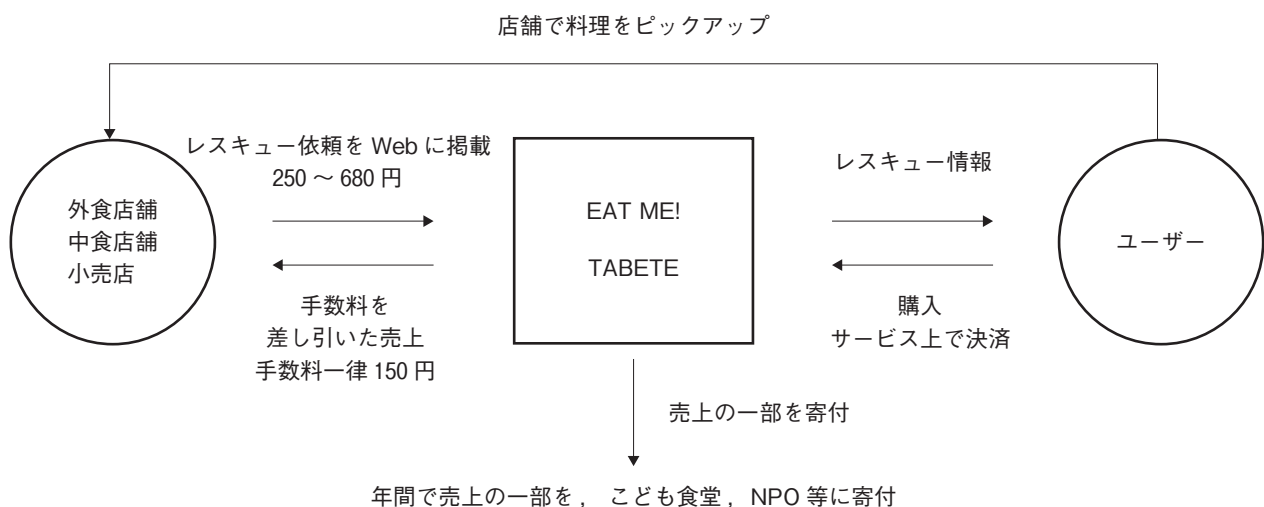 店舗で料理をピックアップ
レスキュー依頼を Web に掲載
250 ～ 680 円
外食店舗
中食店舗
小売店
手数料を
差し引いた売上
手数料一律 150 円
EAT ME!
TABETE
レスキュー情報
購入
サービス上で決済
ユーザー
売上の一部を寄付
年間で売上の一部を， こども食堂，NPO 等に寄付